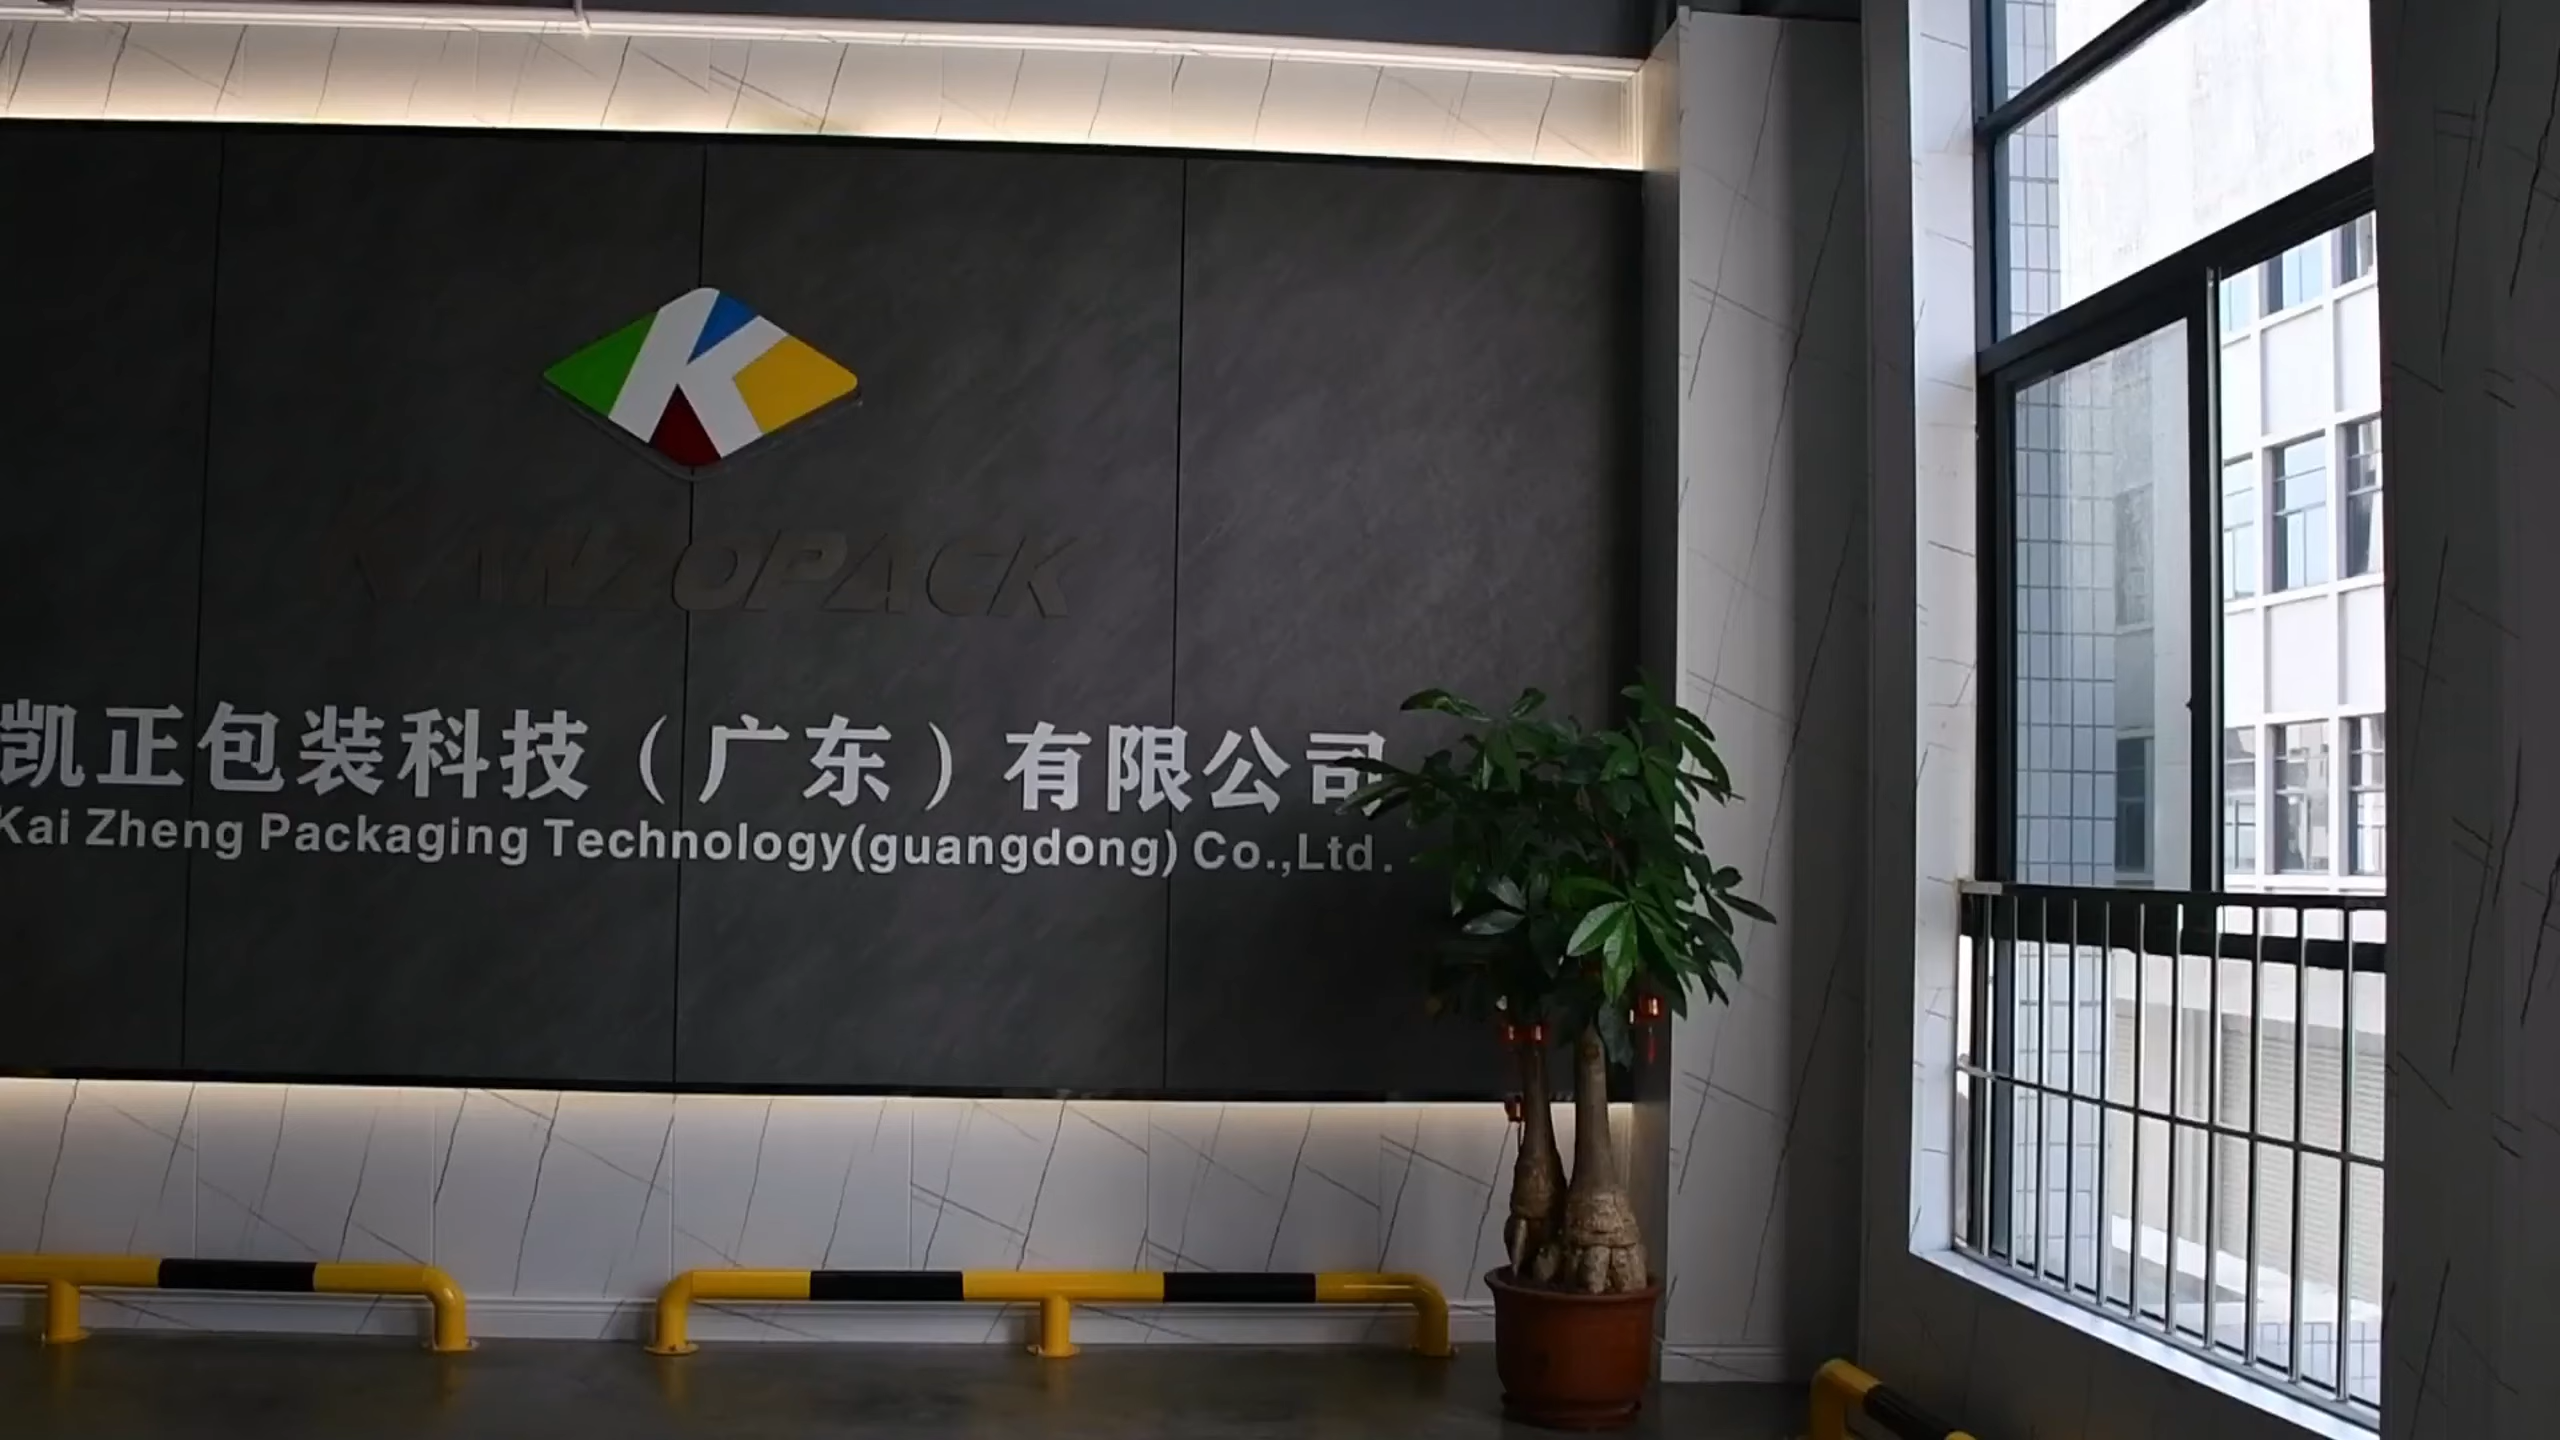 K
KANZOPACK
凯正包装科技（广东）有限公司
Kai Zheng Packaging Technology(guangdong) Co.,Ltd.